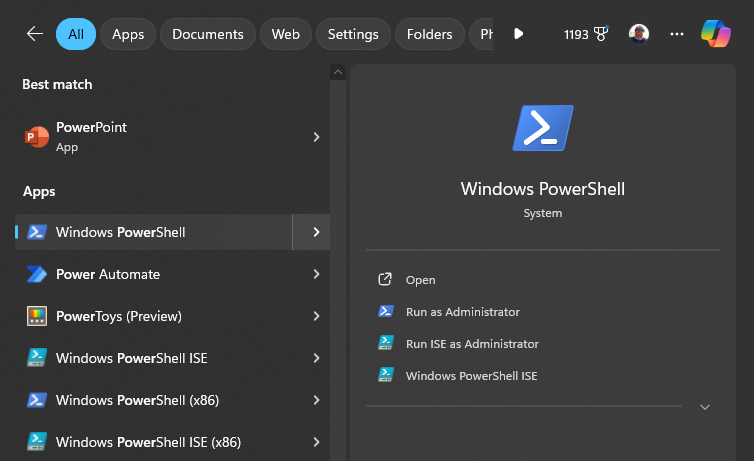 All Apps Documents Web Settings Folders Ph 1193
Best match
PowerPoint
App
Apps
Windows PowerShell
Power Automate
PowerToys (Preview)
Windows PowerShell ISE
Windows PowerShell (x86)
Windows PowerShell ISE (x86)
Windows PowerShell
System
Open
Run as Administrator
Run ISE as Administrator
Windows PowerShell ISE